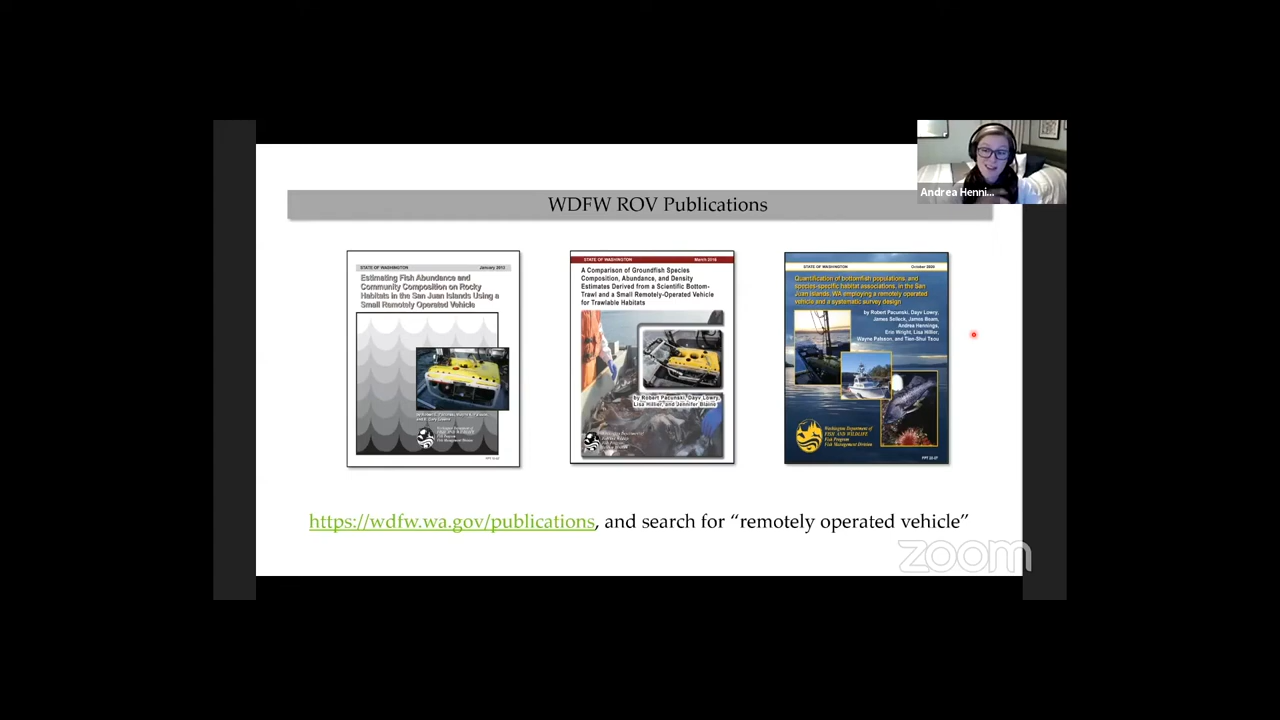 Andrea Henni...
WDFW ROV Publications
STATE OF WASHINGTON January 2013
Estimating Fish Abundance and
Community Composition on Rocky
Habitats in the San Juan Islands Using a
Small Remotely Operated Vehicle
Washington Department of
FISH AND WILDLIFE
Fish Program
Fish Management Division
STATE OF WASHINGTON March 2016
A Comparison of Groundfish Species
Composition, Abundance, and Density
Estimates Derived from a Scientific Bottom-
Trawl and a Small Remotely-Operated Vehicle
for Trawlable Habitats
by Robert Pacunski, Dayv Lowry,
Lisa Hillier, and Jennifer Blaine
STATE OF WASHINGTON October 2020
Quantification of bottomfish populations, and
species-specific habitat associations, in the San
Juan Islands, WA employing a remotely operated
vehicle and a systematic survey design
by Robert Pacunski, Dayv Lowry,
James Selleck, James Beam,
Andrea Hennings,
Erin Wright, Lisa Hillier,
Wayne Palsson, and Tien-Shui Tsou
Washington Department of
FISH AND WILDLIFE
Fish Program
Fish Management Division
https://wdfw.wa.gov/publications, and search for “remotely operated vehicle”
zoom